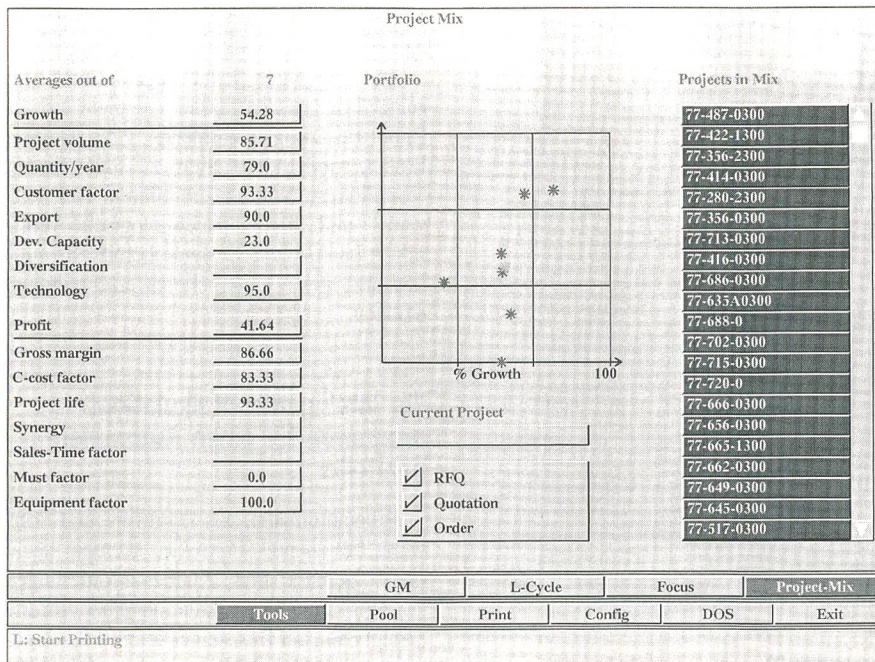 Project Mix
Averages out of 7
Growth 54.28
Project volume 85.71
Quantity/year 79.0
Customer factor 93.33
Export 90.0
Dev. Capacity 23.0
Diversification
Technology 95.0
Profit 41.64
Gross margin 86.66
C-cost factor 83.33
Project life 93.33
Synergy
Sales-Time factor
Must factor 0.0
Equipment factor 100.0
Portfolio
% Growth 100
Current Project
✓ RFQ
✓ Quotation
✓ Order
Projects in Mix
77-487-0300
77-422-1300
77-356-2300
77-414-0300
77-280-2300
77-356-0300
77-713-0300
77-416-0300
77-686-0300
77-635A0300
77-688-0
77-702-0300
77-715-0300
77-720-0
77-666-0300
77-656-0300
77-665-1300
77-662-0300
77-649-0300
77-645-0300
77-517-0300
GM L-Cycle Focus Project-Mix
Tools Pool Print Config DOS Exit
L: Start Printing